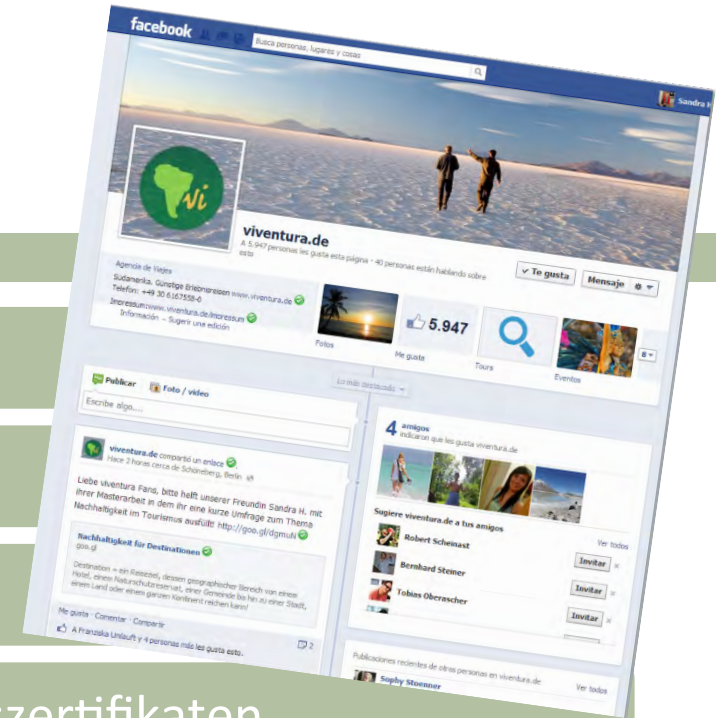 facebook
Busca personas, lugares y cosas
Sandra H
vi
viventura.de
A 5.947 personas les gusta esta página · 40 personas están hablando sobre
esto
✓ Te gusta
Mensaje
Agencia de Viajes
Südamerika. Günstige Erlebnisreisen www.viventura.de
Telefon: +49 30 6167558-0
Impressum:www.viventura.de/impressum
Información – Sugerir una edición
5.947
8
Fotos
Me gusta
Tours
Eventos
Lo más destacado
Publicar
Foto / vídeo
Escribe algo....
4 amigos
indicaron que les gusta viventura.de
viventura.de compartió un enlace
Hace 2 horas cerca de Schöneberg, Berlin
Liebe viventura Fans, bitte helft unserer Freundin Sandra H. mit
ihrer Masterarbeit in dem ihr eine kurze Umfrage zum Thema
Nachhaltigkeit im Tourismus ausfüllt! http://goo.gl/dgmuN
Nachhaltigkeit für Destinationen
goo.gl
Destination = ein Reiseziel, dessen geographischer Bereich von einem
Hotel, einem Naturschutzreservat, einer Gemeinde bis hin zu einer Stadt,
einem Land oder einem ganzen Kontinent reichen kann!
Me gusta · Comentar · Compartir
2
A Franziska Umlauft y 4 personas más les gusta esto.
Sugiere viventura.de a tus amigos
Ver todos
Robert Scheinast
Invitar
Bernhard Steiner
Invitar
Tobias Oberascher
Invitar
Publicaciones recientes de otras personas en viventura.de
Ver todos
Sophy Stoenner
zertifikaten